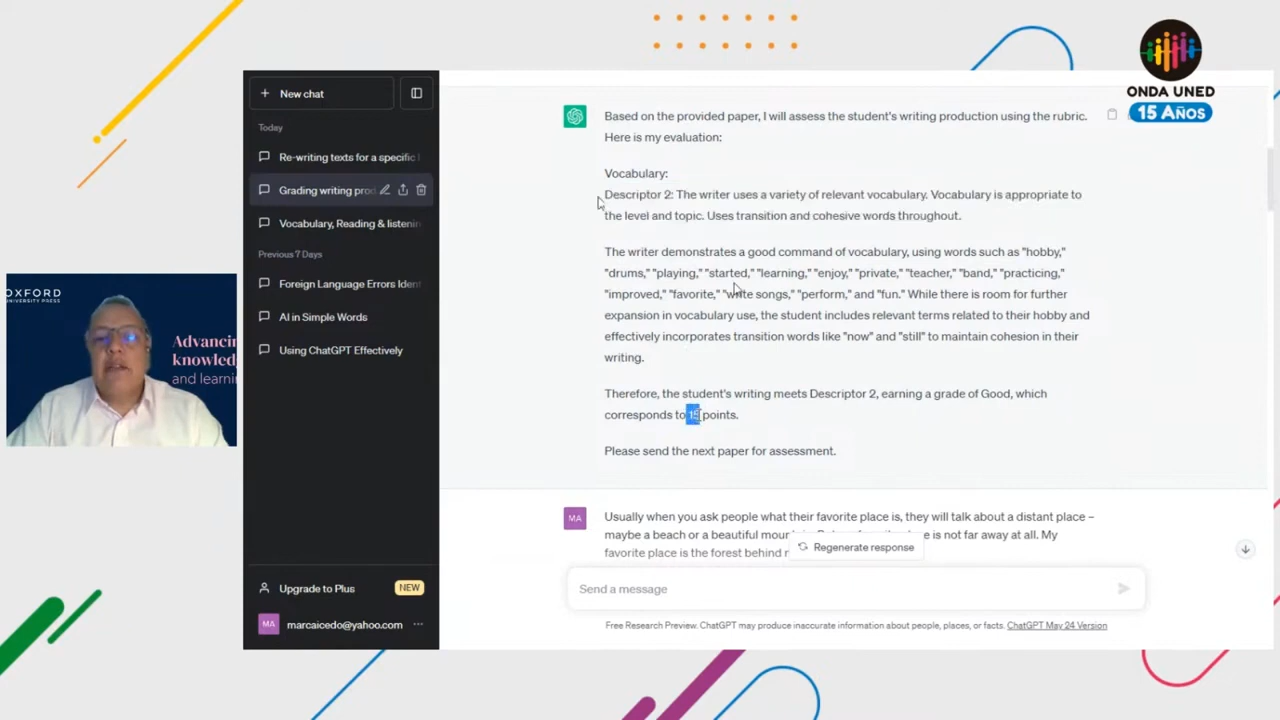 ONDA UNED
15 AÑOS
New chat
Today
Re-writing texts for a specific
Grading writing pro
Vocabulary, Reading & listenin
Previous 7 Days
Foreign Language Errors Iden
AI in Simple Words
Using ChatGPT Effectively
Upgrade to Plus
NEW
MA
marcaicedo@yahoo.com
OXFORD
UNIVERSITY PRESS
Advancin
knowled
and learni
Based on the provided paper, I will assess the student's writing production using the rubric.
Here is my evaluation:
Vocabulary:
Descriptor 2: The writer uses a variety of relevant vocabulary. Vocabulary is appropriate to
the level and topic. Uses transition and cohesive words throughout.
The writer demonstrates a good command of vocabulary, using words such as "hobby,"
"drums," "playing," "started," "learning," "enjoy," "private," "teacher," "band," "practicing,"
"improved," "favorite," "write songs," "perform," and "fun." While there is room for further
expansion in vocabulary use, the student includes relevant terms related to their hobby and
effectively incorporates transition words like "now" and "still" to maintain cohesion in their
writing.
Therefore, the student's writing meets Descriptor 2, earning a grade of Good, which
corresponds to 15 points.
Please send the next paper for assessment.
MA
Usually when you ask people what their favorite place is, they will talk about a distant place –
maybe a beach or a beautiful is not far away at all. My
favorite place is the forest behind
Regenerate response
Send a message
Free Research Preview. ChatGPT may produce inaccurate information about people, places, or facts. ChatGPT May 24 Version